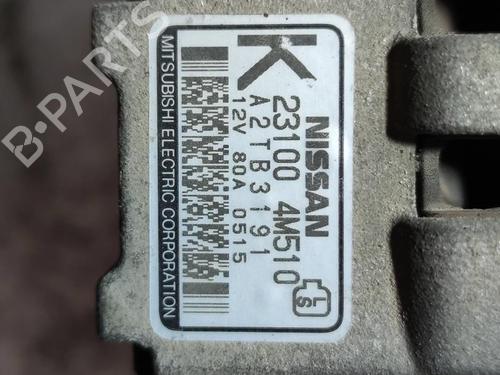 K
NISSAN
23100 4M510
A2TB3191
12V 80A 0515
L
S
MITSUBISHI ELECTRIC CORPORATION
B-PARTS